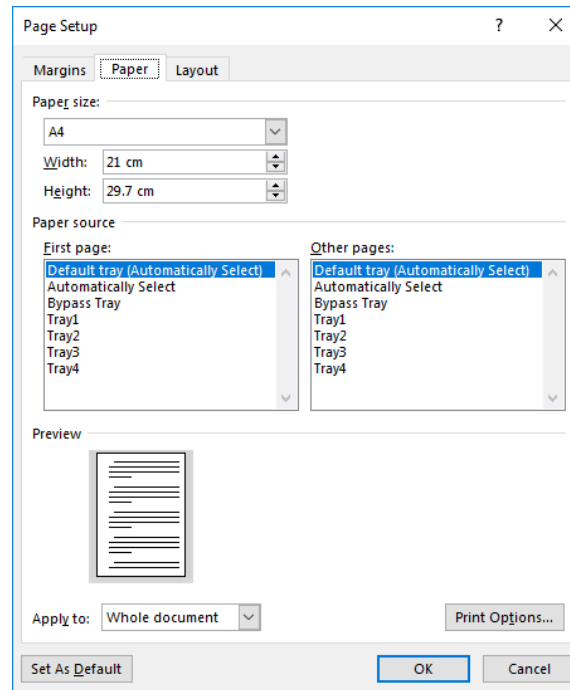 Page Setup ?
Margins Paper Layout
Paper size:
A4
Width: 21 cm
Height: 29.7 cm
Paper source
First page: Other pages:
Default tray (Automatically Select) Default tray (Automatically Select)
Automatically Select Automatically Select
Bypass Tray Bypass Tray
Tray1 Tray1
Tray2 Tray2
Tray3 Tray3
Tray4 Tray4
Preview
Apply to: Whole document Print Options...
Set As Default OK Cancel